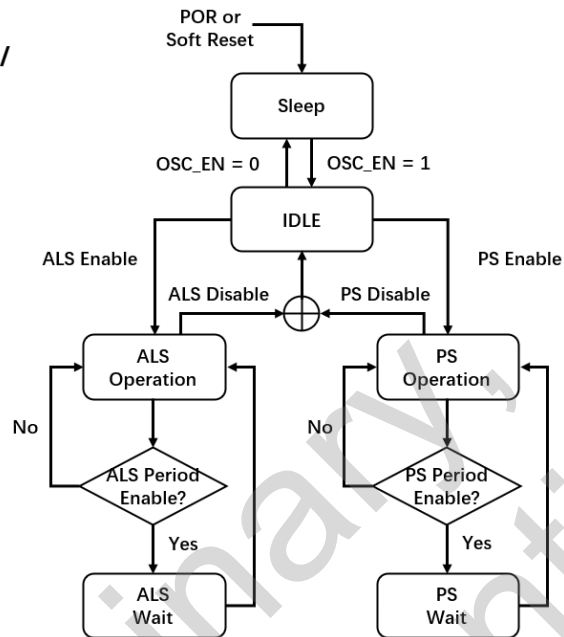 POR or
Soft Reset
/
Sleep
OSC_EN = 0
OSC_EN = 1
IDLE
ALS Enable
PS Enable
ALS Disable
PS Disable
ALS
Operation
PS
Operation
No
No
ALS Period
Enable?
PS Period
Enable?
Yes
Yes
ALS
Wait
PS
Wait